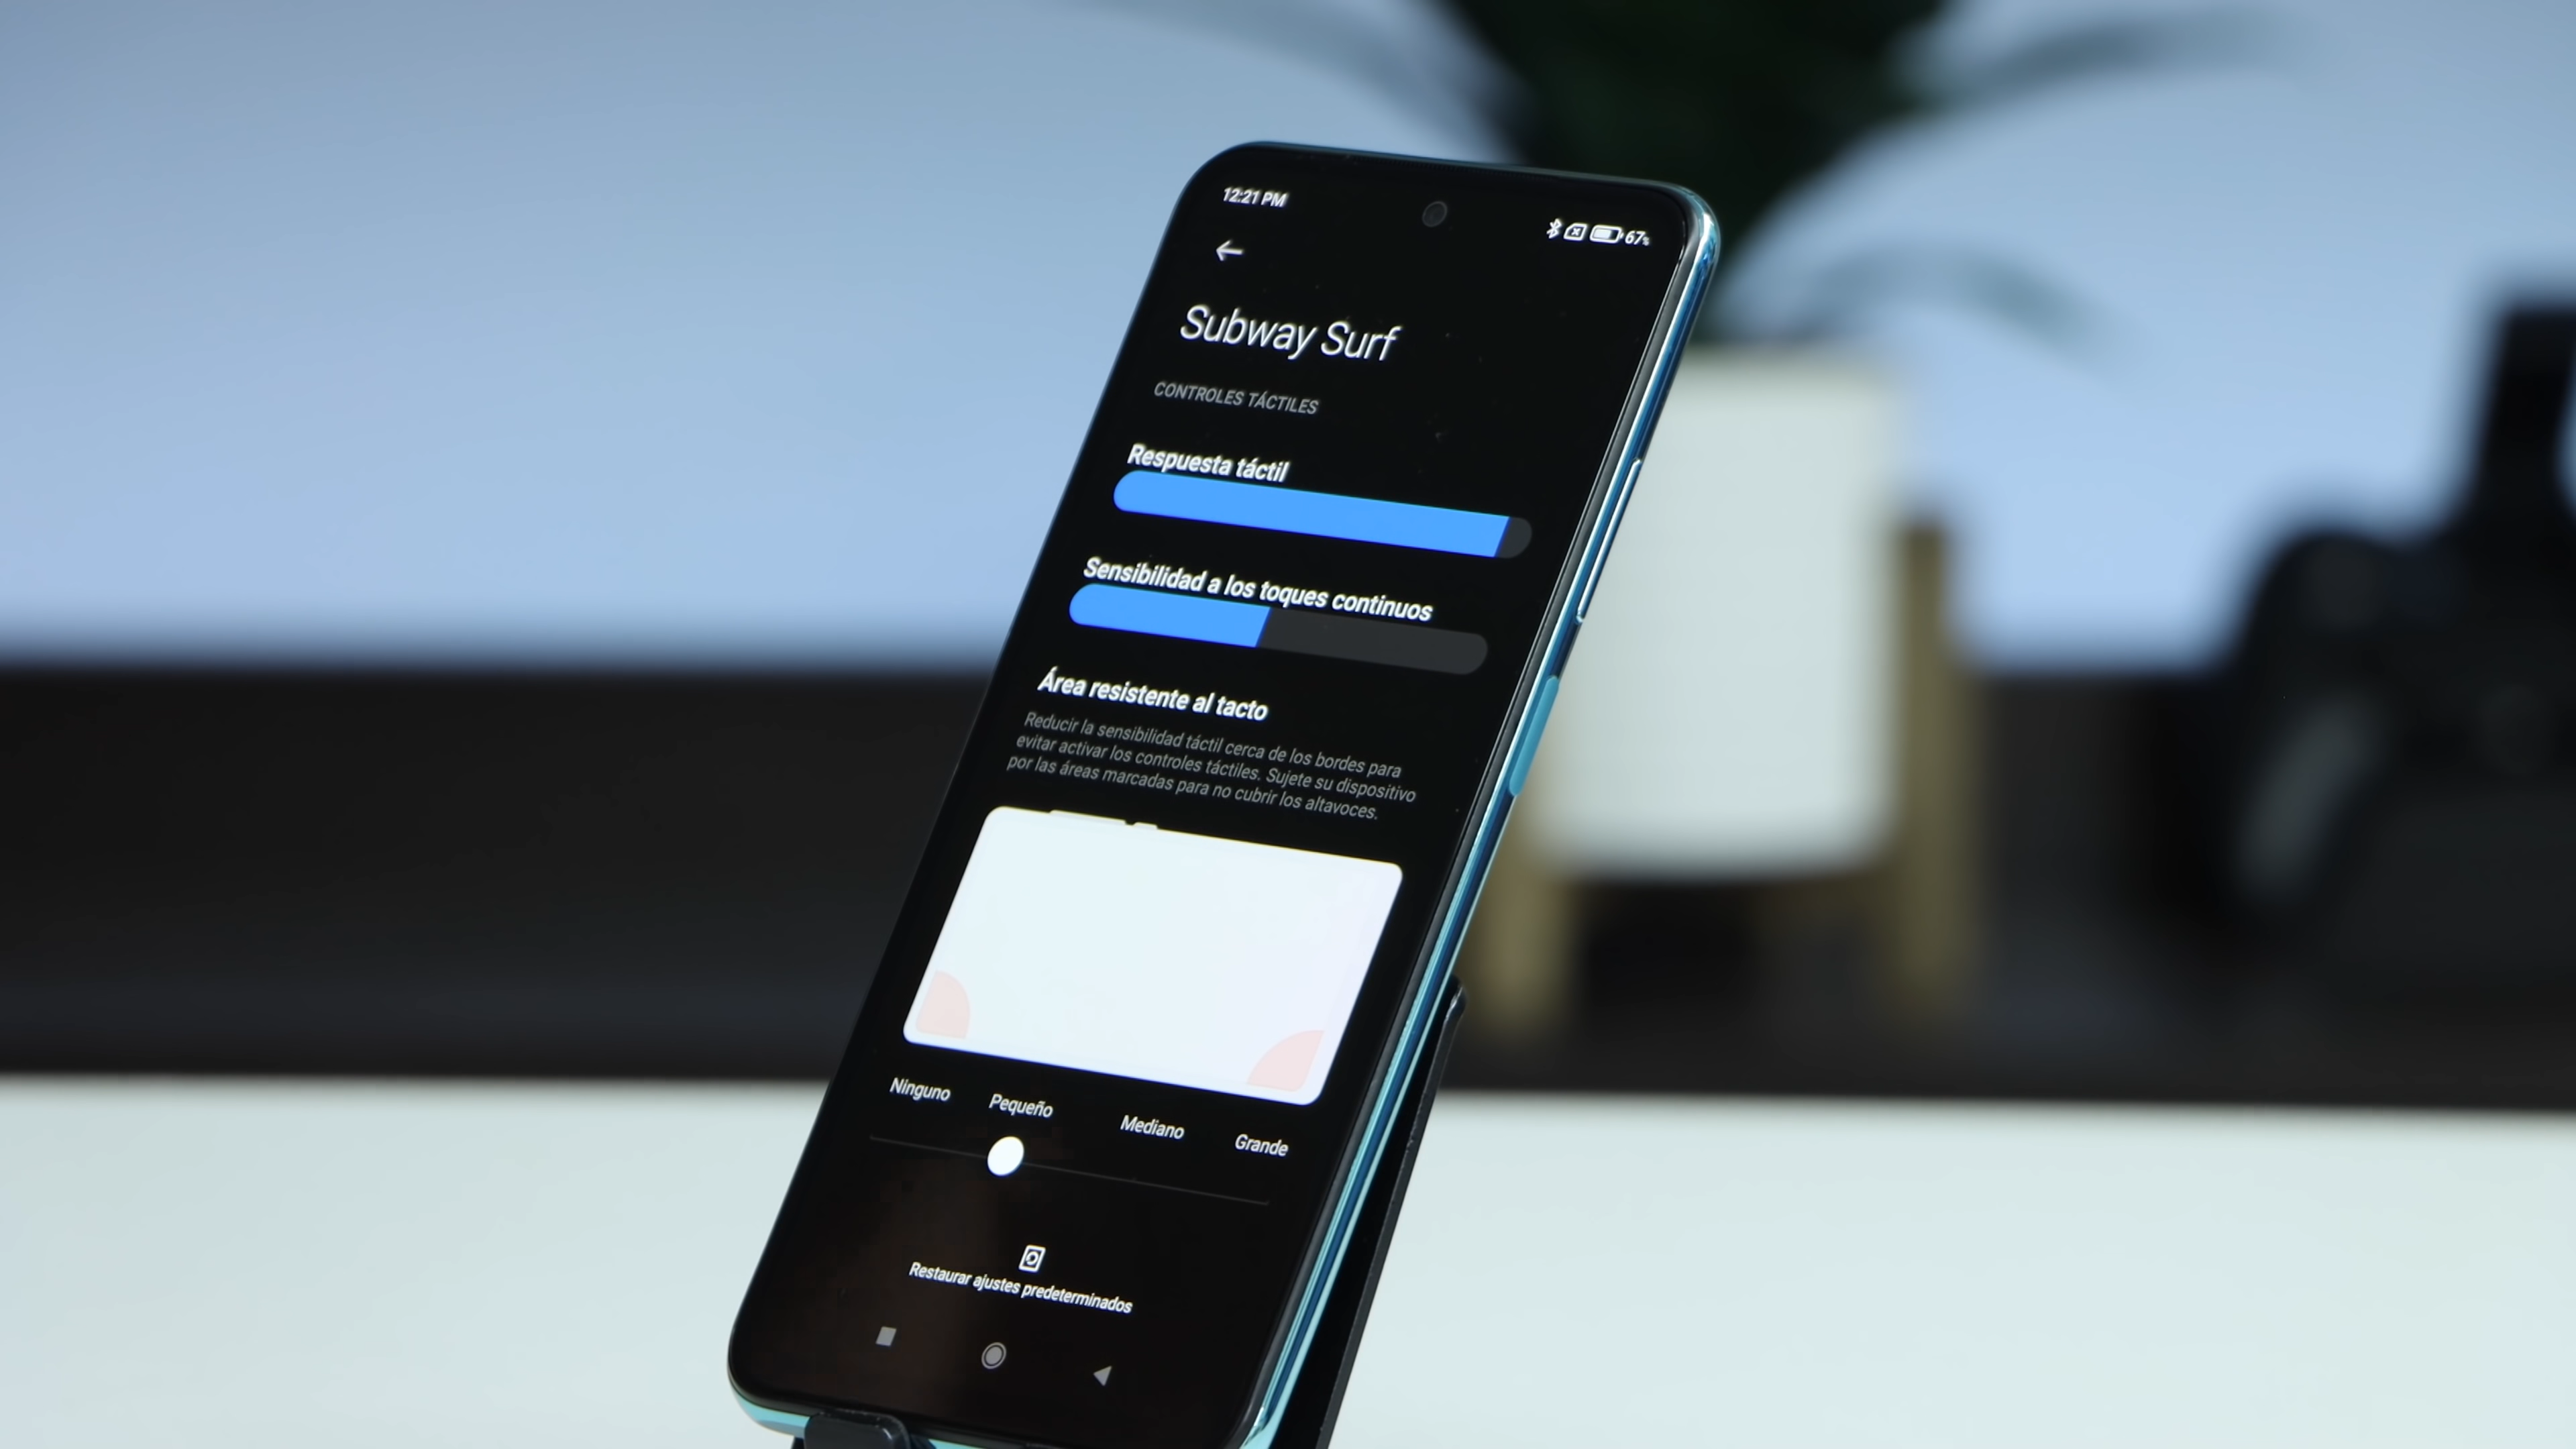 12:21 PM
67%
Subway Surf
CONTROLES TÁCTILES
Respuesta táctil
Sensibilidad a los toques continuos
Área resistente al tacto
Reducir la sensibilidad táctil cerca de los bordes para
evitar activar los controles táctiles. Sujete su dispositivo
por las áreas marcadas para no cubrir los altavoces.
Ninguno
Pequeño
Mediano
Grande
Restaurar ajustes predeterminados